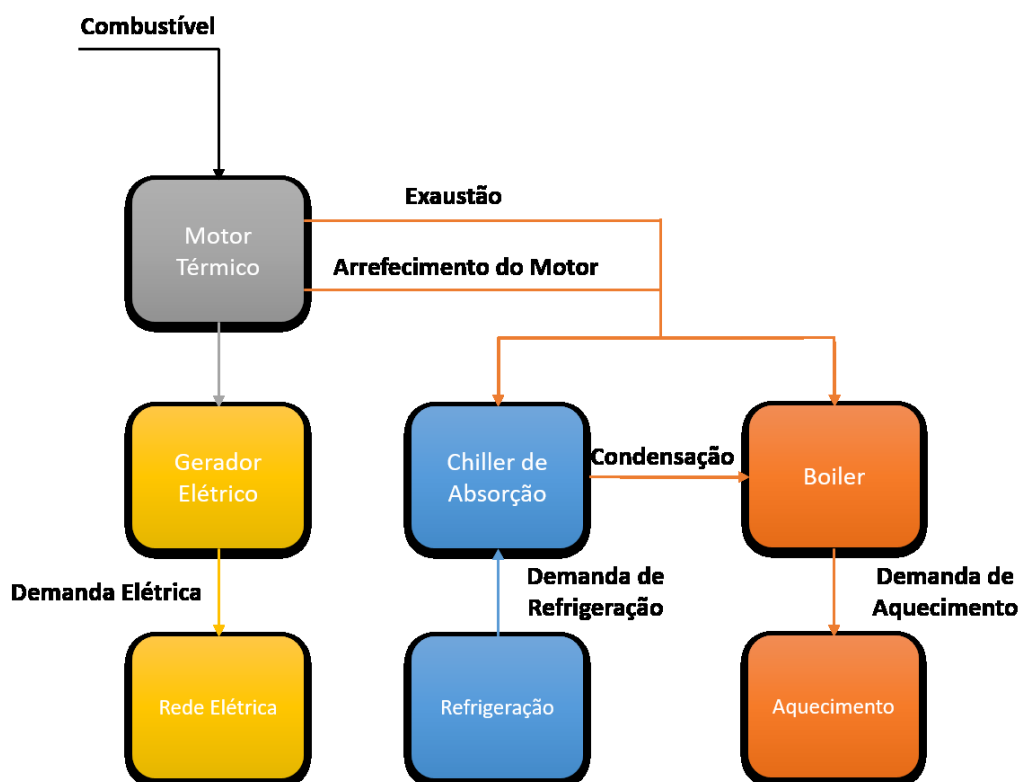 Combustível
Exaustão
Motor
Térmico
Arrefecimento do Motor
Gerador
Elétrico
Chiller de
Absorção
Condensação
Boiler
Demanda Elétrica
Demanda de
Refrigeração
Demanda de
Aquecimento
Rede Elétrica
Refrigeração
Aquecimento